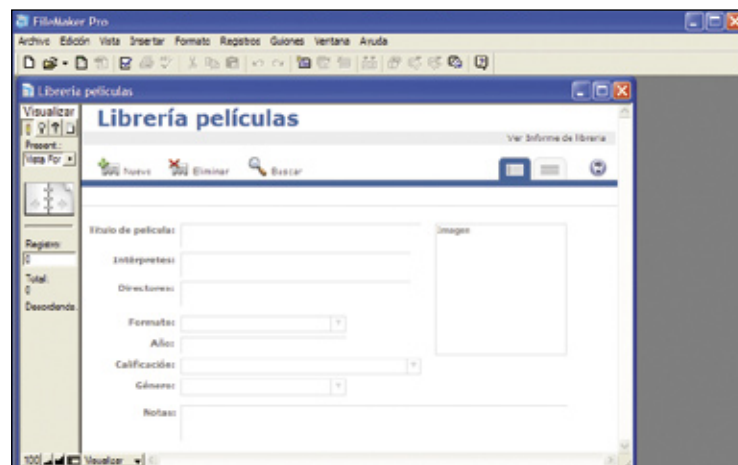 FileMaker Pro
Archivo Edición Vista Insertar Formato Registros Guiones Ventana Ayuda
Librería películas
Visualizar
Librería películas
Ver Informe de librería
Present.:
Vista For
Nuevo Eliminar Buscar
Título de película:
Imagen
Intérpretes:
Registro:
0
Directores:
Total:
0
Desordenda.
Formato:
Año:
Calificación:
Género:
Notas:
100 Visualizar